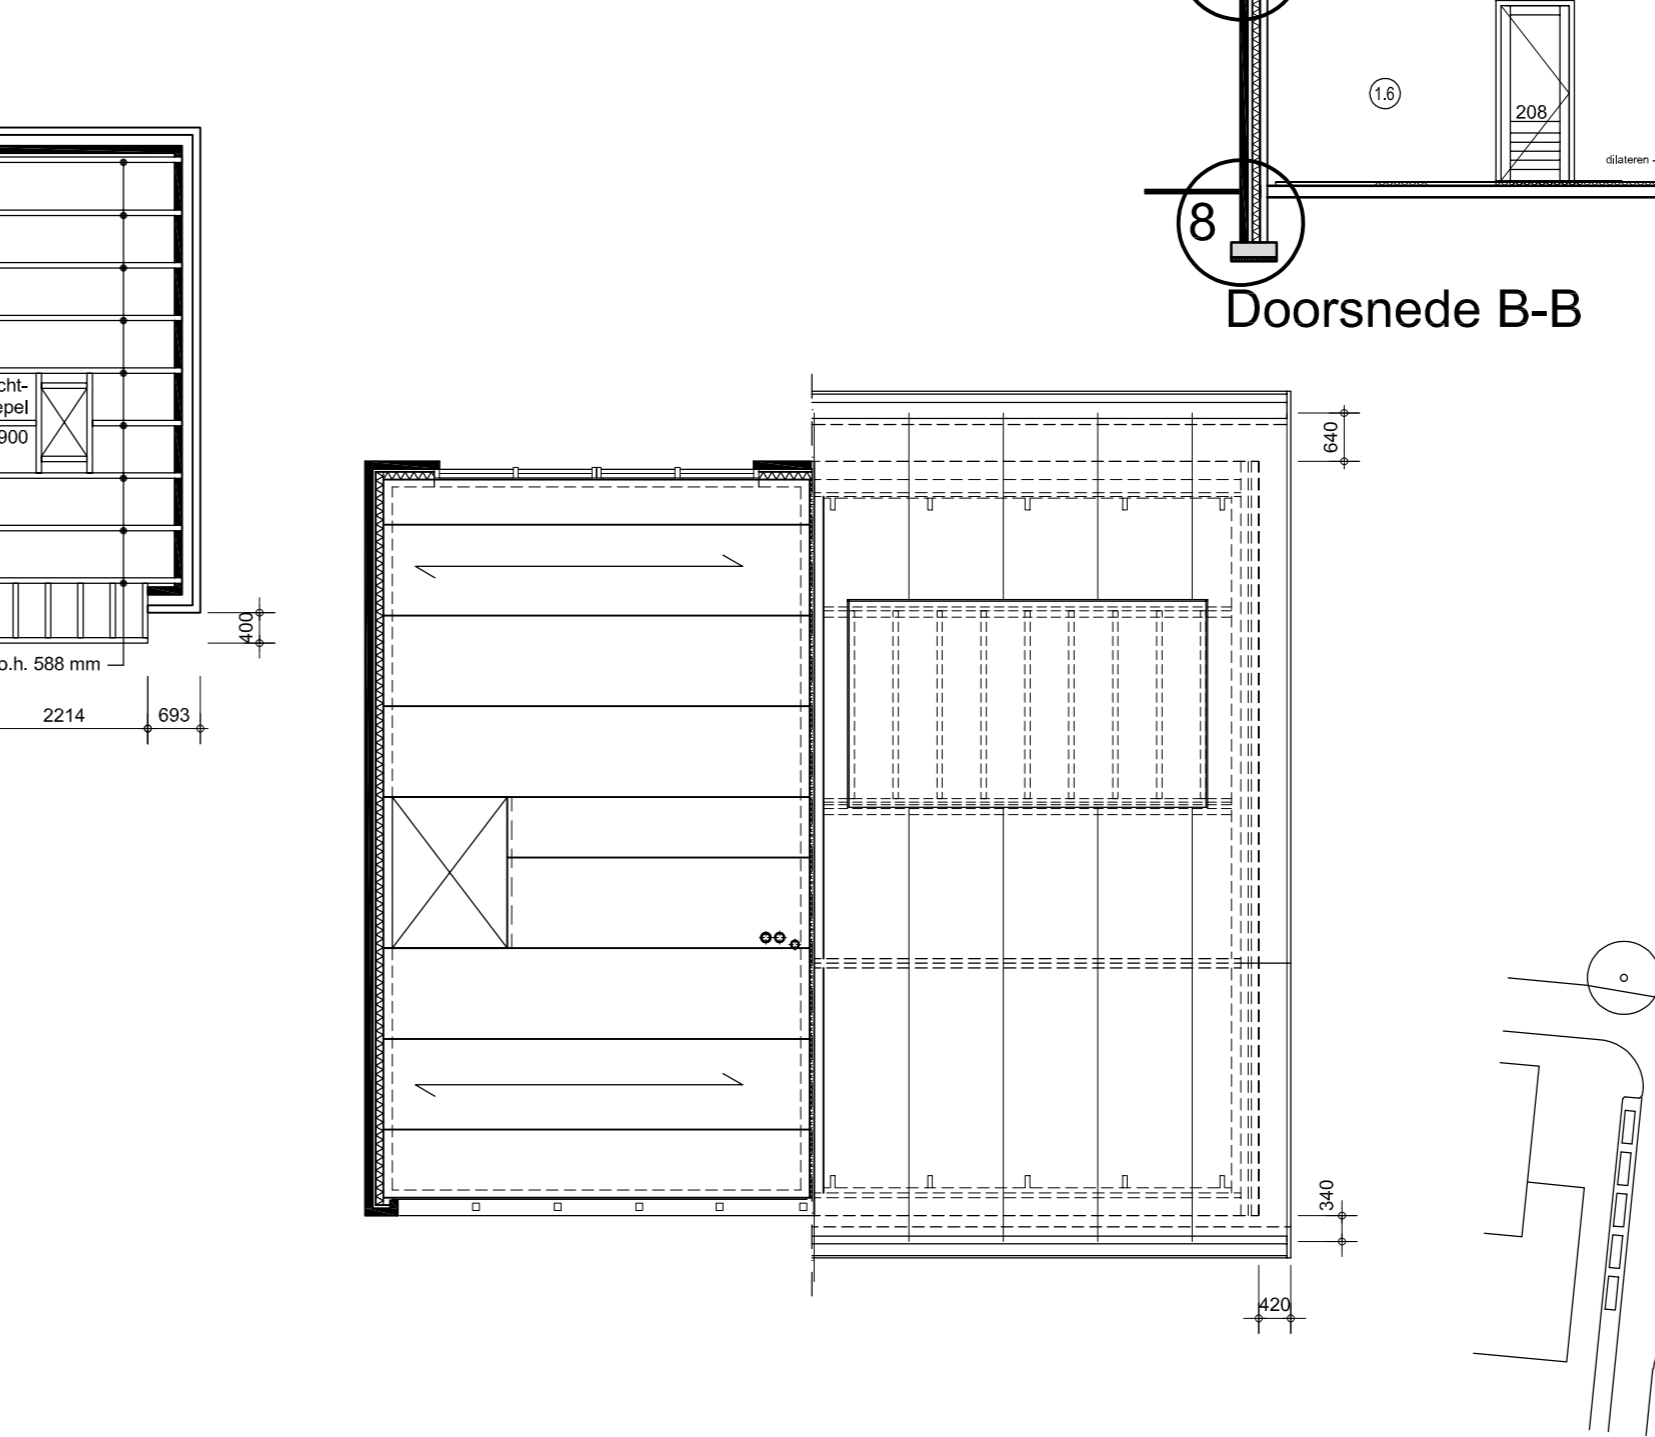 1.6
208
dilateren -
8
Doorsnede B-B
cht-
epel
900
400
o.h. 588 mm
2214
693
640
340
420